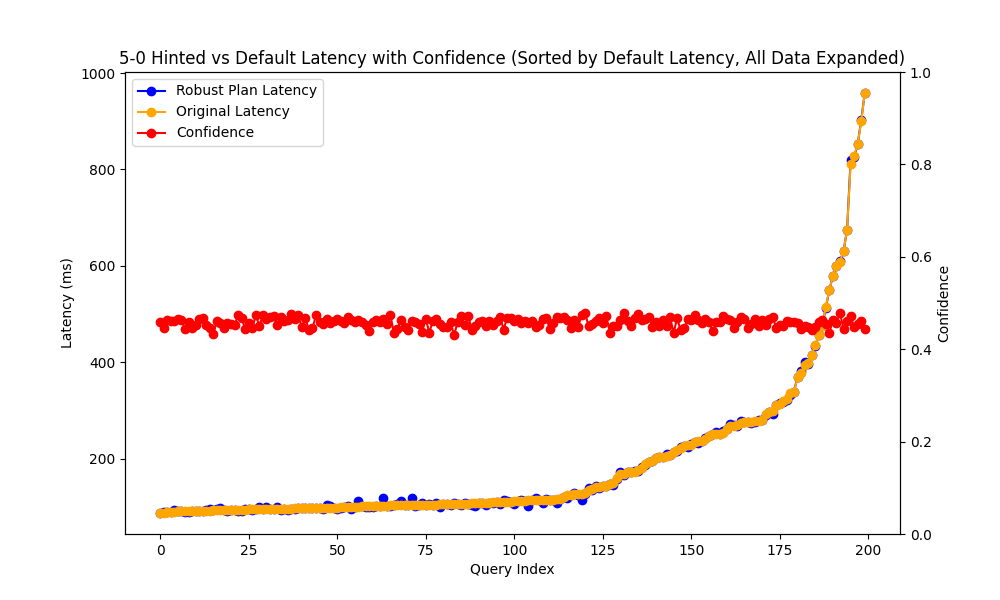 5-0 Hinted vs Default Latency with Confidence (Sorted by Default Latency, All Data Expanded)
Robust Plan Latency
Original Latency
Confidence
1000
800
600
400
200
Latency (ms)
1.0
0.8
0.6
0.4
0.2
0.0
Confidence
0 25 50 75 100 125 150 175 200
Query Index